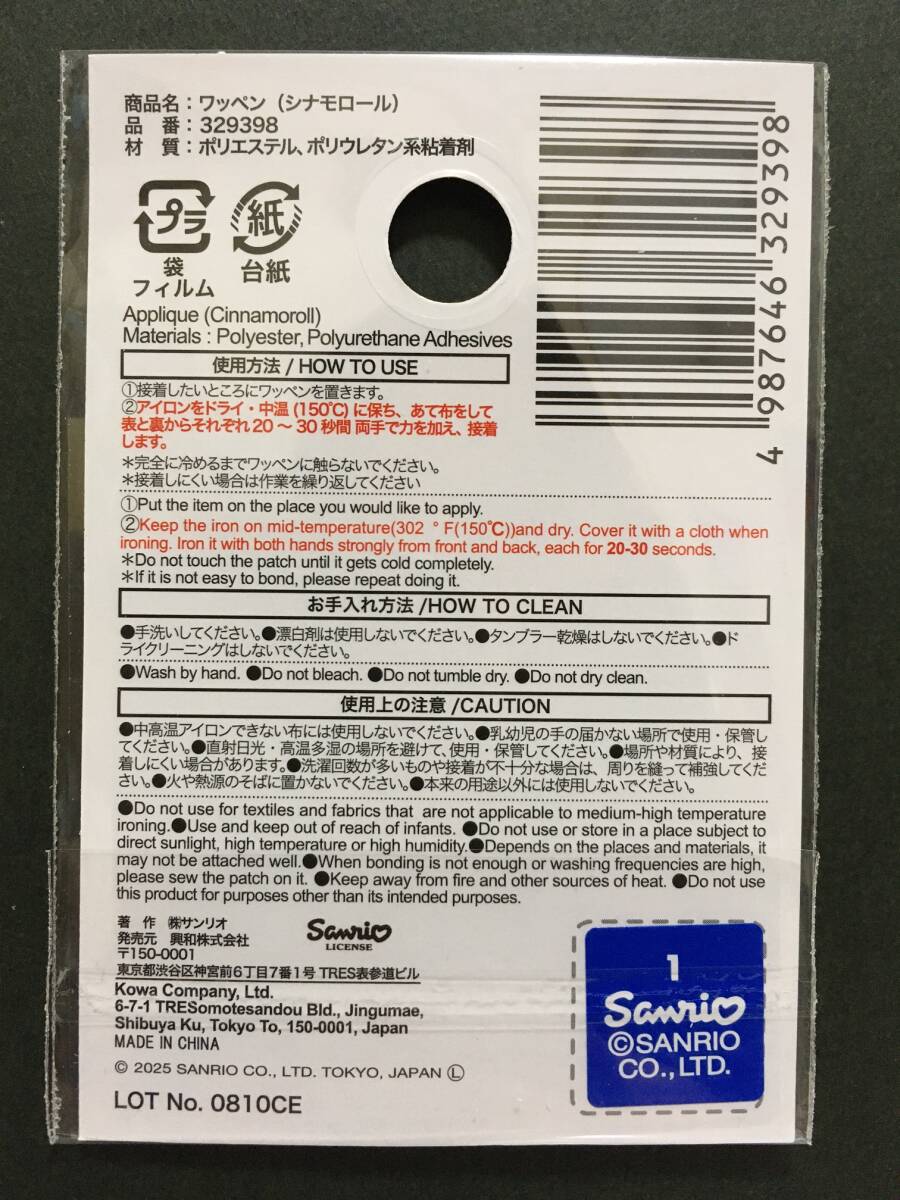 商品名：ワッペン（シナモロール）
品　番：329398
材　質：ポリエステル、ポリウレタン系粘着剤
プラ
袋
フィルム
紙
台紙
4 987646 329398
Applique (Cinnamoroll)
Materials : Polyester, Polyurethane Adhesives
使用方法 / HOW TO USE
①接着したいところにワッペンを置きます。
②アイロンをドライ・中温 (150℃) に保ち、あて布をして
表と裏からそれぞれ20 〜 30 秒間 両手で力を加え、接着
します。
＊完全に冷めるまでワッペンに触らないでください。
＊接着しにくい場合は作業を繰り返してください
①Put the item on the place you would like to apply.
②Keep the iron on mid-temperature(302 ° F(150℃))and dry. Cover it with a cloth when
ironing. Iron it with both hands strongly from front and back, each for 20-30 seconds.
＊Do not touch the patch until it gets cold completely.
＊If it is not easy to bond, please repeat doing it.
お手入れ方法 /HOW TO CLEAN
●手洗いしてください。●漂白剤は使用しないでください。●タンブラー乾燥はしないでください。●ド
ライクリーニングはしないでください。
●Wash by hand. ●Do not bleach. ●Do not tumble dry. ●Do not dry clean.
使用上の注意 /CAUTION
●中高温アイロンできない布には使用しないでください。●乳幼児の手の届かない場所で使用・保管し
てください。●直射日光・高温多湿の場所を避けて、使用・保管してください。●場所や材質により、接
着しにくい場合があります。●洗濯回数が多いものや接着が不十分な場合は、周りを縫って補強してくだ
さい。●火や熱源のそばに置かないでください。●本来の用途以外には使用しないでください。
●Do not use for textiles and fabrics that are not applicable to medium-high temperature
ironing.●Use and keep out of reach of infants. ●Do not use or store in a place subject to
direct sunlight, high temperature or high humidity.●Depends on the places and materials, it
may not be attached well.●When bonding is not enough or washing frequencies are high,
please sew the patch on it. ●Keep away from fire and other sources of heat. ●Do not use
this product for purposes other than its intended purposes.
著　作　㈱サンリオ
発売元　興和株式会社
〒150-0001
東京都渋谷区神宮前6丁目7番1号 TRES表参道ビル
Sanrio
LICENSE
Kowa Company, Ltd.
6-7-1 TRESomotesandou Bld., Jingumae,
Shibuya Ku, Tokyo To, 150-0001, Japan
MADE IN CHINA
© 2025 SANRIO CO., LTD. TOKYO, JAPAN Ⓛ
LOT No. 0810CE
1
Sanrio
©SANRIO
CO.,LTD.